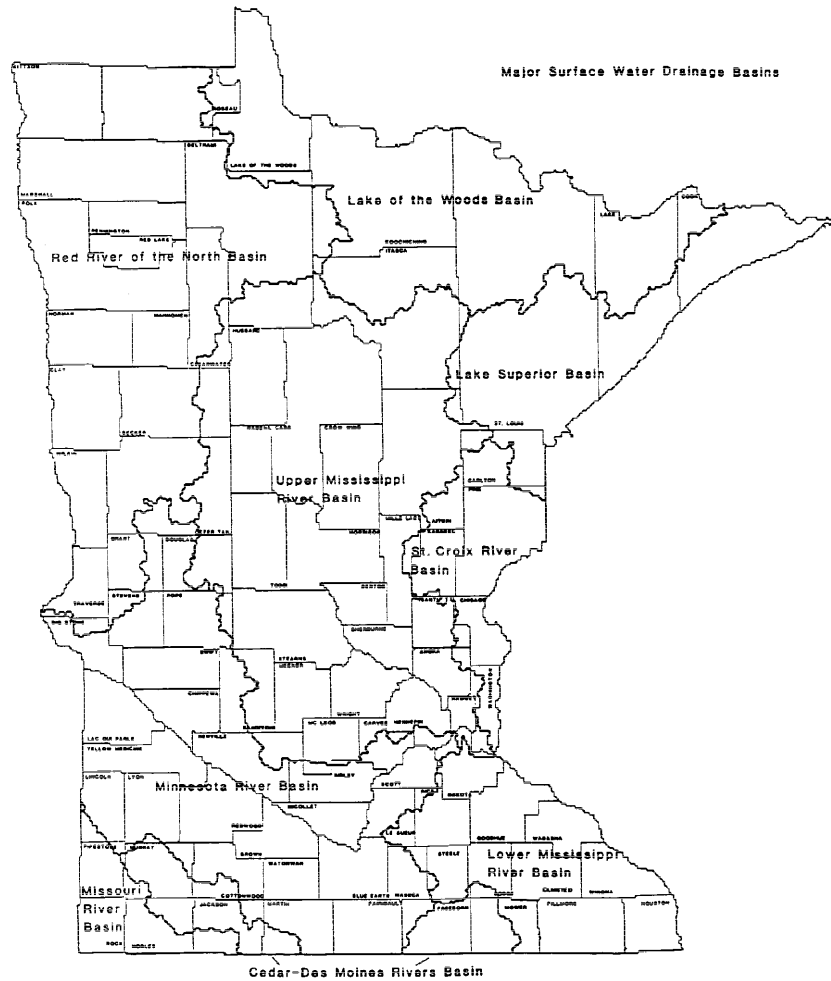 Major Surface Water Drainage Basins
KITTSON
ROSEAU
BELTRAMI
LAKE OF THE WOODS
MARSHALL
POLK
Lake of the Woods Basin
LAKE
COOK
PENNINGTON
RED LAKE
KOOCHICHING
ITASCA
Red River of the North Basin
NORMAN
MAHNOMEN
HUBBARD
CLAY
CLEARWATER
Lake Superior Basin
BECKER
WADENA CASS
CROW WING
ST. LOUIS
WILKIN
Upper Mississippi
River Basin
CARLTON
PINE
GRANT
DOUGLAS
OTTER TAIL
MORRISON
MILLE LACS
AITKIN
KANABEC
St. Croix River
Basin
TRAVERSE
STEVENS
POPE
TODD
BENTON
ISANTI
CHISAGO
BIG STONE
SHERBURNE
SWIFT
STEARNS
MEEKER
ANOKA
WASHINGTON
CHIPPEWA
RAMSEY
WRIGHT
LAC QUI PARLE
YELLOW MEDICINE
RENVILLE
KANDIYOHI
MC LEOD
CARVER
HENNEPIN
LINCOLN
LYON
Minnesota River Basin
SIBLEY
SCOTT
RICE
DAKOTA
NICOLLET
REDWOOD
LE SUEUR
GOODHUE
WABASHA
PIPESTONE
MURRAY
BROWN
WATONWAN
STEELE
Lower Mississippi
River Basin
Missouri
River
Basin
COTTONWOOD
BLUE EARTH
WASECA
DODGE
OLMSTED
WINONA
JACKSON
MARTIN
FARIBAULT
FREEBORN
MOWER
FILLMORE
HOUSTON
ROCK
NOBLES
Cedar-Des Moines Rivers Basin